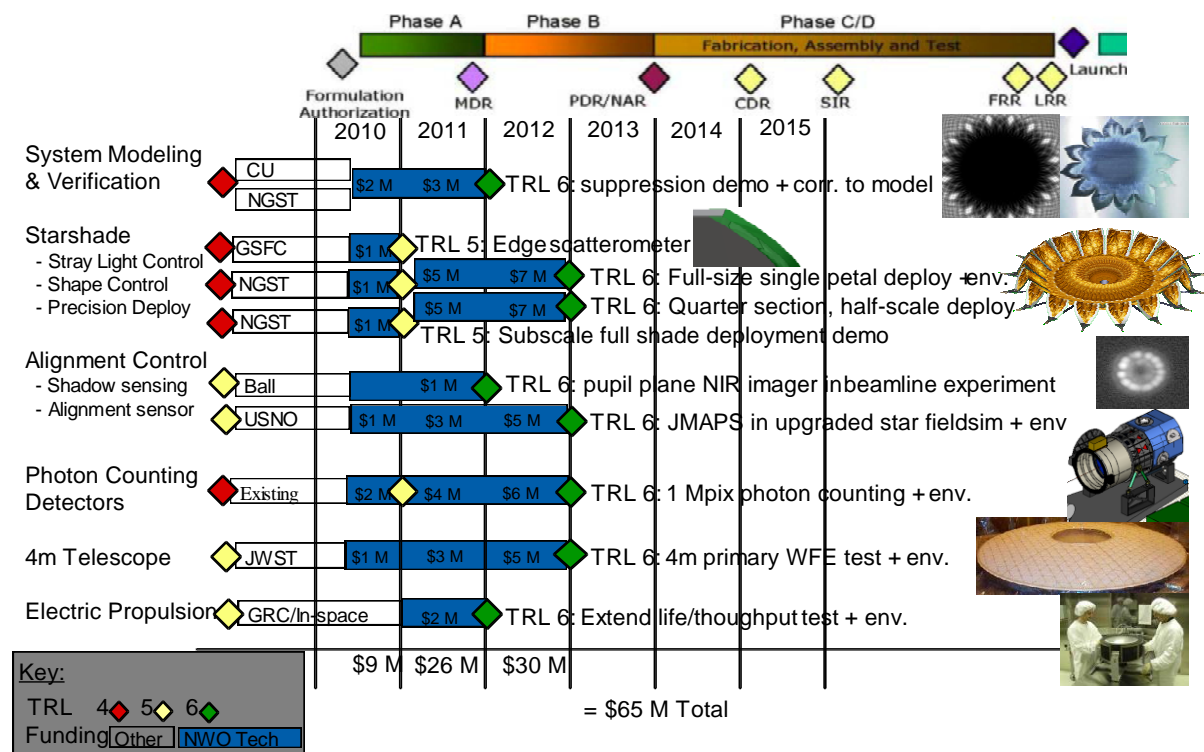 Phase A Phase B Phase C/D
Fabrication, Assembly and Test
Launch
Formulation
Authorization
MDR PDR/NAR CDR SIR FRR LRR
2010 2011 2012 2013 2014 2015
System Modeling
& Verification
CU
NGST
$2 M $3 M
TRL 6: suppression demo + corr. to model
Starshade
- Stray Light Control
- Shape Control
- Precision Deploy
GSFC
$1 M
TRL 5: Edge scatterometer
NGST
$1 M
$5 M $7 M
TRL 6: Full-size single petal deploy +env.
$5 M $7 M
TRL 6: Quarter section, half-scale deploy
NGST
$1 M
TRL 5: Subscale full shade deployment demo
Alignment Control
- Shadow sensing
- Alignment sensor
Ball
$1 M
TRL 6: pupil plane NIR imager inbeamline experiment
USNO
$1 M $3 M $5 M
TRL 6: JMAPS in upgraded star fieldsim + env
Photon Counting
Detectors
Existing
$2 M $4 M $6 M
TRL 6: 1 Mpix photon counting + env.
4m Telescope
JWST
$1 M $3 M $5 M
TRL 6: 4m primary WFE test + env.
Electric Propulsion
GRC/In-space
$2 M
TRL 6: Extend life/thoughput test + env.
$9 M $26 M $30 M
= $65 M Total
Key:
TRL 4 5 6
Funding Other NWO Tech